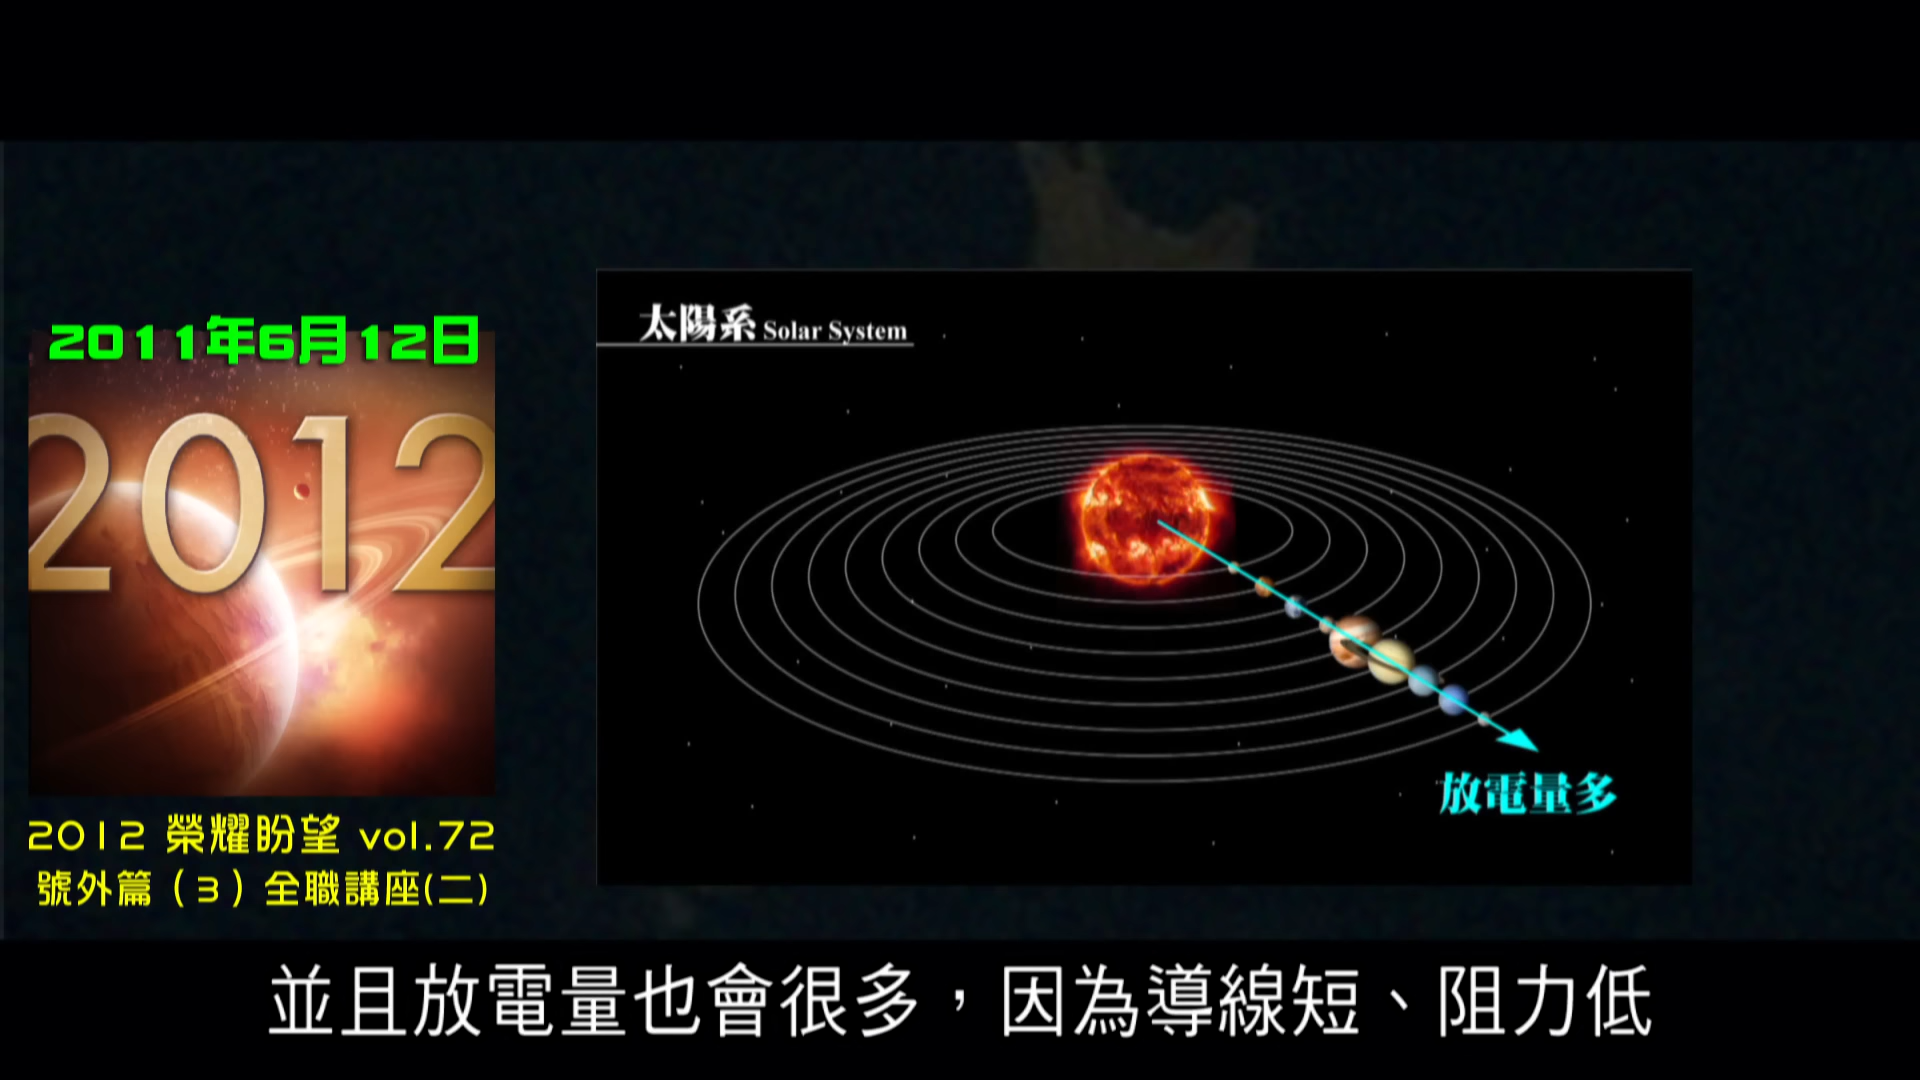 2011年6月12日
2012
2012 榮耀盼望 vol.72
號外篇（3）全職講座(二)
太陽系 Solar System
放電量多
並且放電量也會很多，因為導線短、阻力低